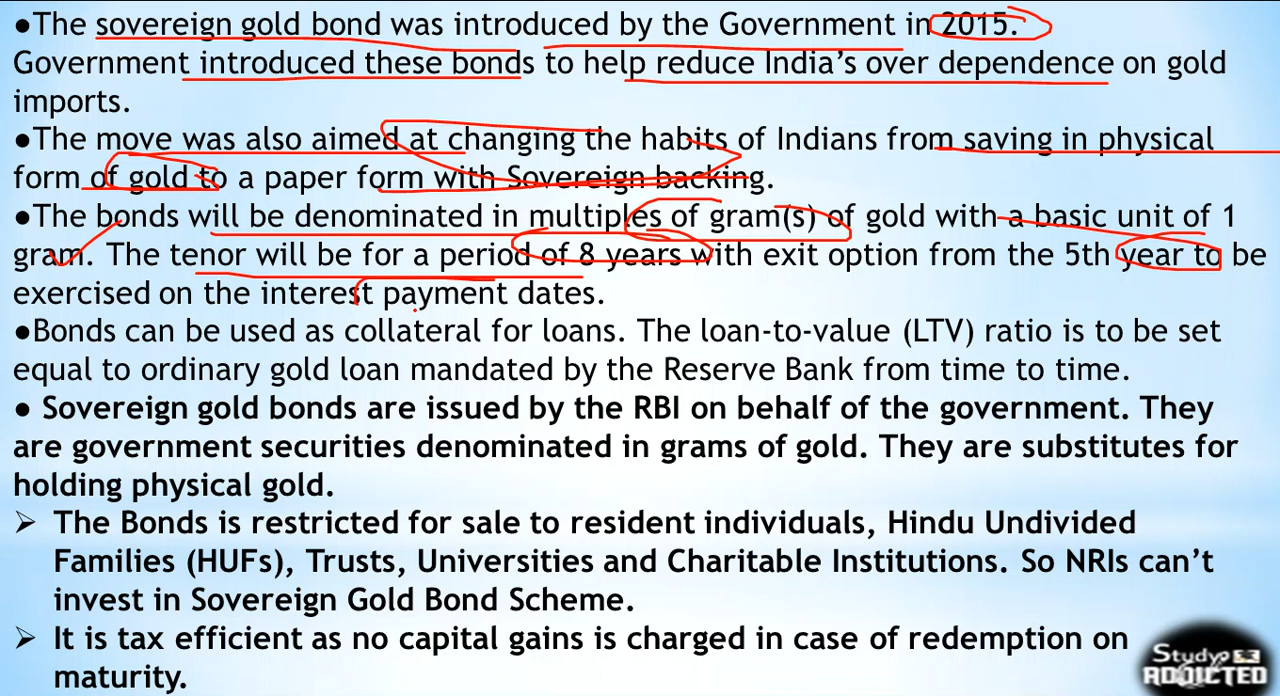 ●The sovereign gold bond was introduced by the Government in 2015.
Government introduced these bonds to help reduce India's over dependence on gold
imports.
●The move was also aimed at changing the habits of Indians from saving in physical
form of gold to a paper form with Sovereign backing.
●The bonds will be denominated in multiples of gram(s) of gold with a basic unit of 1
gram. The tenor will be for a period of 8 years with exit option from the 5th year to be
exercised on the interest payment dates.
●Bonds can be used as collateral for loans. The loan-to-value (LTV) ratio is to be set
equal to ordinary gold loan mandated by the Reserve Bank from time to time.
● Sovereign gold bonds are issued by the RBI on behalf of the government. They
are government securities denominated in grams of gold. They are substitutes for
holding physical gold.
➢ The Bonds is restricted for sale to resident individuals, Hindu Undivided
Families (HUFs), Trusts, Universities and Charitable Institutions. So NRIs can't
invest in Sovereign Gold Bond Scheme.
➢ It is tax efficient as no capital gains is charged in case of redemption on
maturity.
Study
ADDICTED